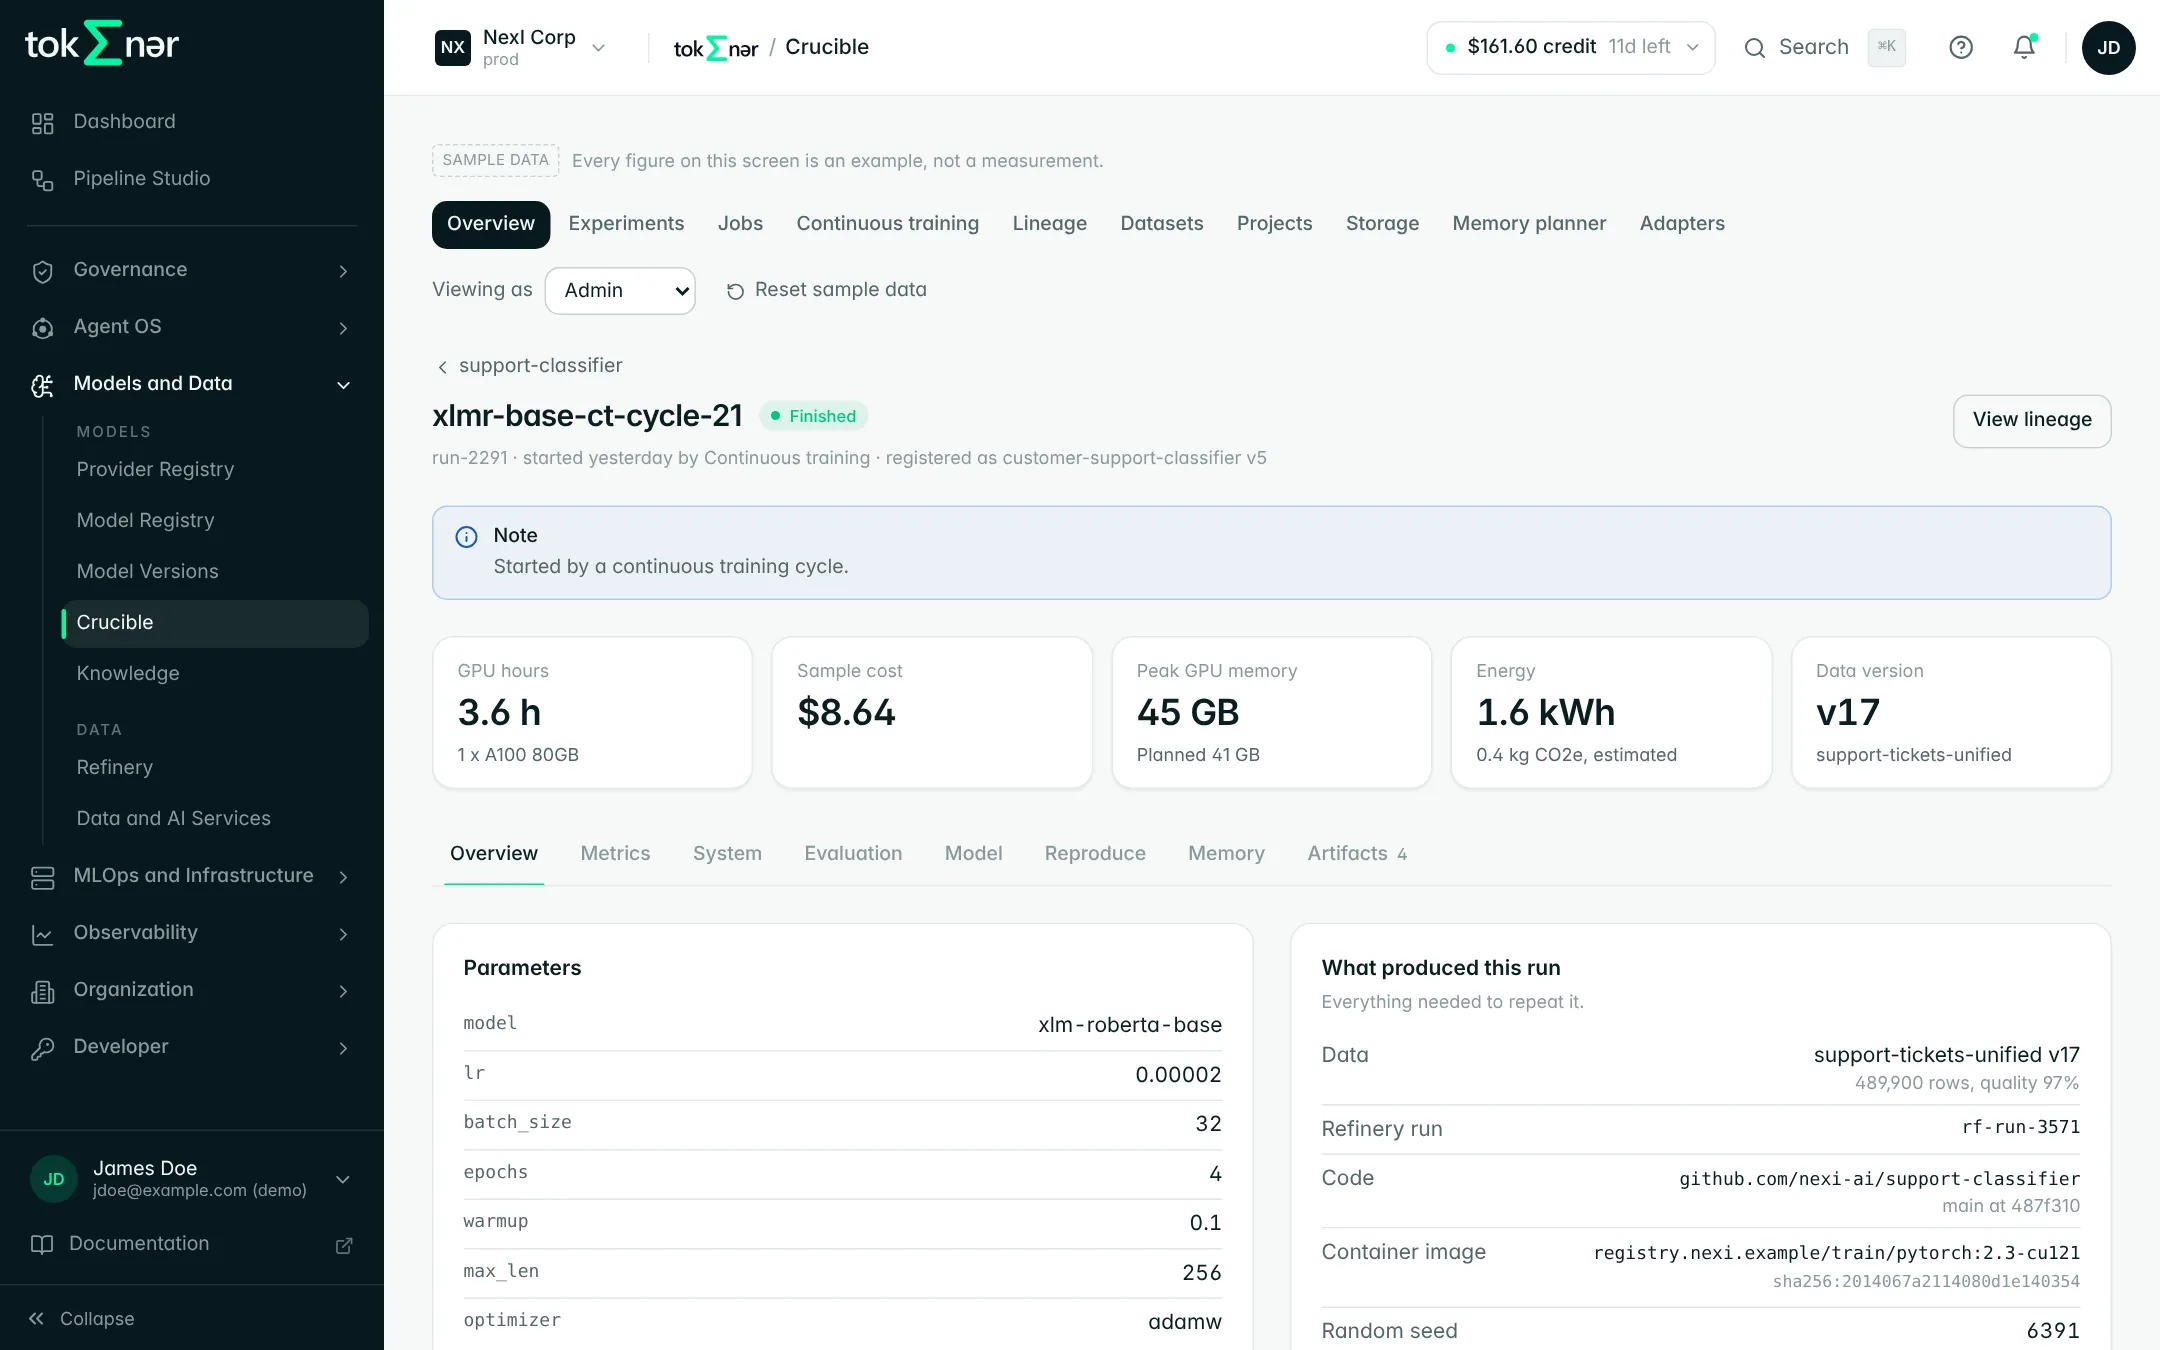 tokΣnər
Dashboard
Pipeline Studio
Governance
Agent OS
Models and Data
MODELS
Provider Registry
Model Registry
Model Versions
Crucible
Knowledge
DATA
Refinery
Data and AI Services
MLOps and Infrastructure
Observability
Organization
Developer
JD
James Doe
jdoe@example.com (demo)
Documentation
Collapse
NX
Nexl Corp
prod
tokΣnər / Crucible
$161.60 credit 11d left
Search ⌘K
JD
SAMPLE DATA Every figure on this screen is an example, not a measurement.
Overview Experiments Jobs Continuous training Lineage Datasets Projects Storage Memory planner Adapters
Viewing as Admin Reset sample data
support-classifier
xlmr-base-ct-cycle-21 Finished
View lineage
run-2291 · started yesterday by Continuous training · registered as customer-support-classifier v5
Note
Started by a continuous training cycle.
GPU hours
3.6 h
1 x A100 80GB
Sample cost
$8.64
Peak GPU memory
45 GB
Planned 41 GB
Energy
1.6 kWh
0.4 kg CO2e, estimated
Data version
v17
support-tickets-unified
Overview Metrics System Evaluation Model Reproduce Memory Artifacts 4
Parameters
model xlm-roberta-base
lr 0.00002
batch_size 32
epochs 4
warmup 0.1
max_len 256
optimizer adamw
What produced this run
Everything needed to repeat it.
Data support-tickets-unified v17
489,900 rows, quality 97%
Refinery run rf-run-3571
Code github.com/nexi-ai/support-classifier
main at 487f310
Container image registry.nexi.example/train/pytorch:2.3-cu121
sha256:2014067a2114080d1e140354
Random seed 6391